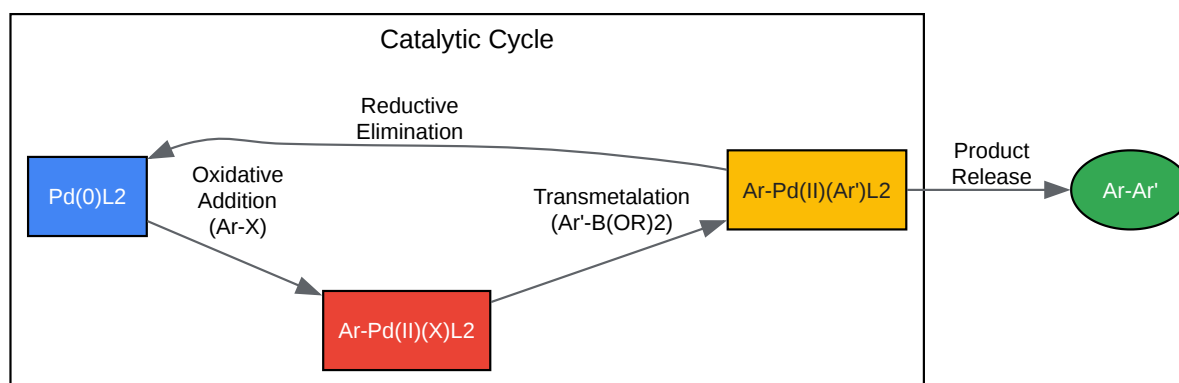 Catalytic Cycle
Reductive
Elimination
Pd(0)L2
Oxidative
Addition
(Ar-X)
Transmetalation
(Ar'-B(OR)2)
Ar-Pd(II)(Ar')L2
Product
Release
Ar-Ar'
Ar-Pd(II)(X)L2